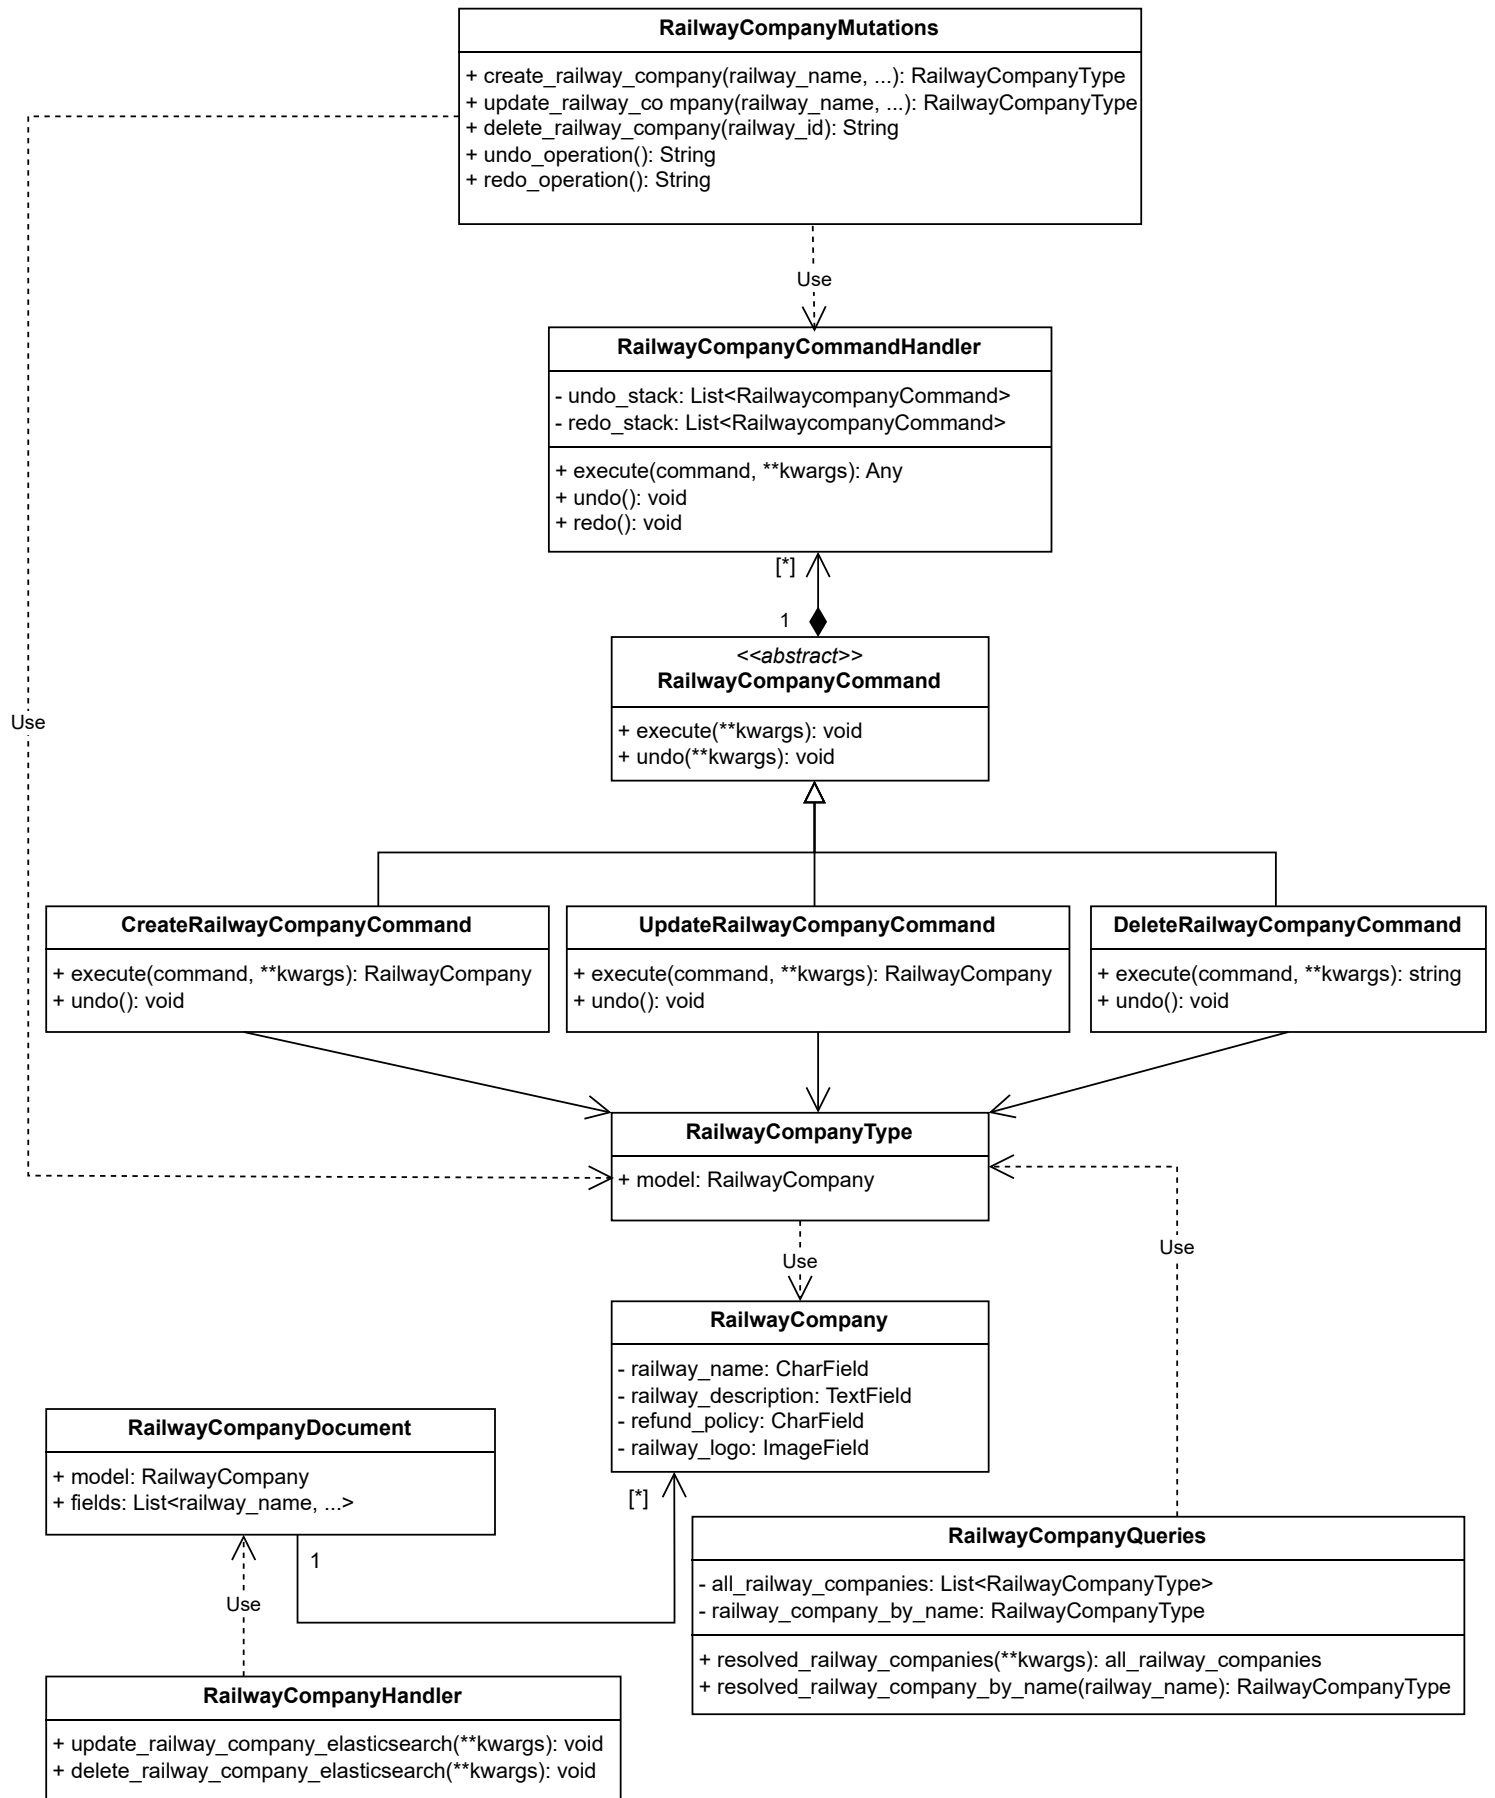 RailwayCompanyMutations
+ create_railway_company(railway_name, ...): RailwayCompanyType
+ update_railway_co mpany(railway_name, ...): RailwayCompanyType
+ delete_railway_company(railway_id): String
+ undo_operation(): String
+ redo_operation(): String
Use
RailwayCompanyCommandHandler
- undo_stack: List<RailwaycompanyCommand>
- redo_stack: List<RailwaycompanyCommand>
+ execute(command, **kwargs): Any
+ undo(): void
+ redo(): void
[*]
1
<<abstract>>
RailwayCompanyCommand
+ execute(**kwargs): void
+ undo(**kwargs): void
Use
CreateRailwayCompanyCommand
+ execute(command, **kwargs): RailwayCompany
+ undo(): void
UpdateRailwayCompanyCommand
+ execute(command, **kwargs): RailwayCompany
+ undo(): void
DeleteRailwayCompanyCommand
+ execute(command, **kwargs): string
+ undo(): void
RailwayCompanyType
+ model: RailwayCompany
Use
Use
RailwayCompany
- railway_name: CharField
- railway_description: TextField
- refund_policy: CharField
- railway_logo: ImageField
[*]
RailwayCompanyDocument
+ model: RailwayCompany
+ fields: List<railway_name, ...>
1
Use
RailwayCompanyQueries
- all_railway_companies: List<RailwayCompanyType>
- railway_company_by_name: RailwayCompanyType
+ resolved_railway_companies(**kwargs): all_railway_companies
+ resolved_railway_company_by_name(railway_name): RailwayCompanyType
RailwayCompanyHandler
+ update_railway_company_elasticsearch(**kwargs): void
+ delete_railway_company_elasticsearch(**kwargs): void